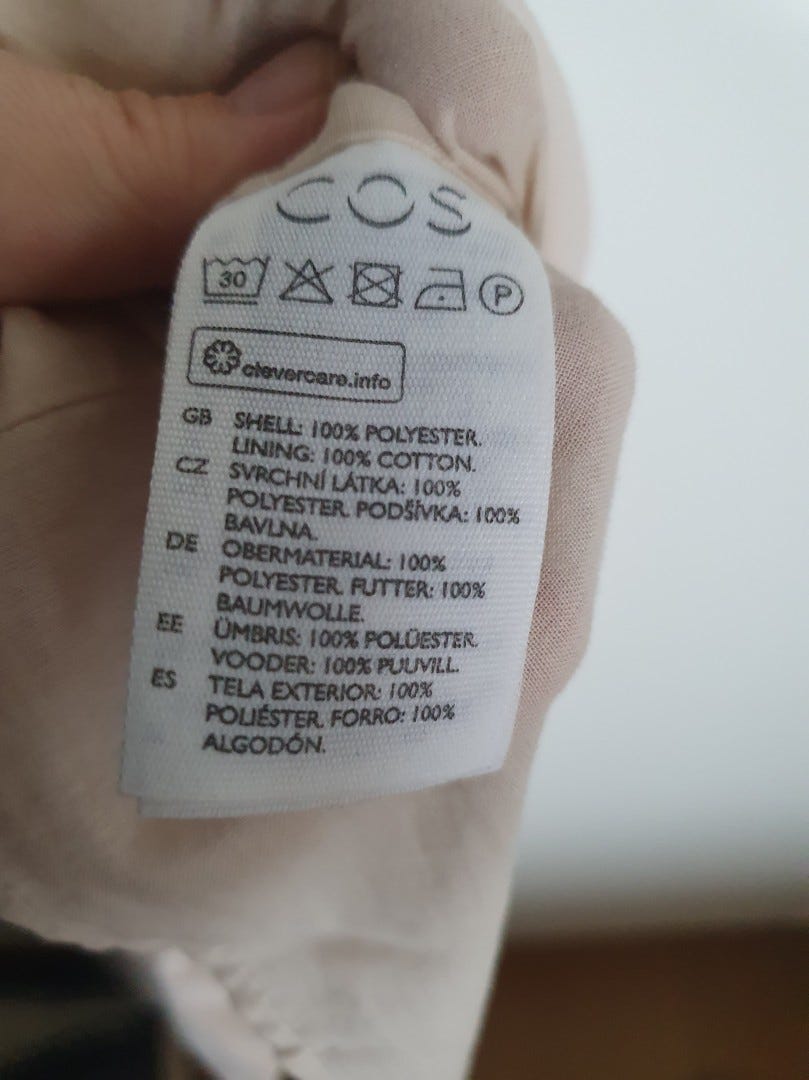 COS
30 P
clevercare.info
GB SHELL: 100% POLYESTER.
LINING: 100% COTTON.
CZ SVRCHNÍ LÁTKA: 100%
POLYESTER. PODŠÍVKA: 100%
BAVLNA.
DE OBERMATERIAL: 100%
POLYESTER. FUTTER: 100%
BAUMWOLLE.
EE ÜMBRIS: 100% POLÜESTER.
VOODER: 100% PUUVILL.
ES TELA EXTERIOR: 100%
POLIÉSTER. FORRO: 100%
ALGODÓN.